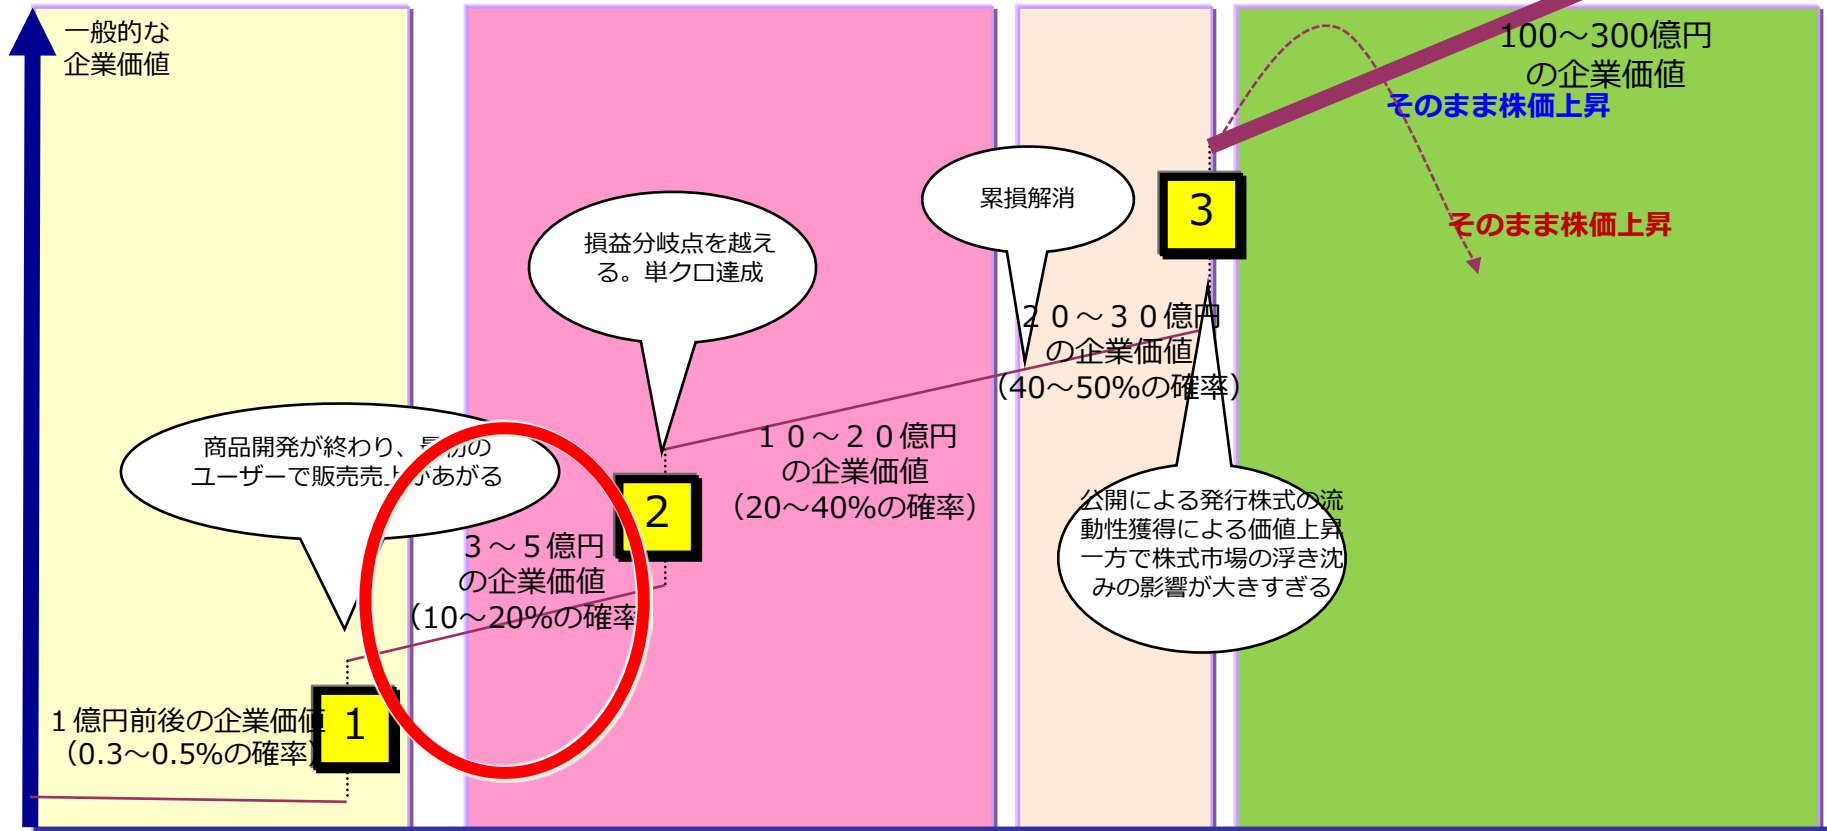 一般的な
企業価値
100～300億円
の企業価値
そのまま株価上昇
そのまま株価上昇
累損解消
3
損益分岐点を越え
る。単クロ達成
２０～３０億円
の企業価値
（40～50%の確率）
１０～２０億円
の企業価値
（20～40%の確率）
商品開発が終わり、最初の
ユーザーで販売売上があがる
2
３～５億円
の企業価値
（10～20%の確率
公開による発行株式の流
動性獲得による価値上昇
一方で株式市場の浮き沈
みの影響が大きすぎる
1
１億円前後の企業価値
（0.3～0.5%の確率）